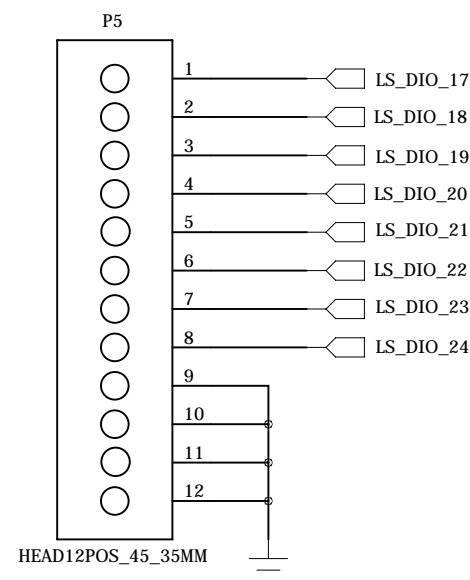 P5
1 LS_DIO_17
2 LS_DIO_18
3 LS_DIO_19
4 LS_DIO_20
5 LS_DIO_21
6 LS_DIO_22
7 LS_DIO_23
8 LS_DIO_24
9
10
11
12
HEAD12POS_45_35MM